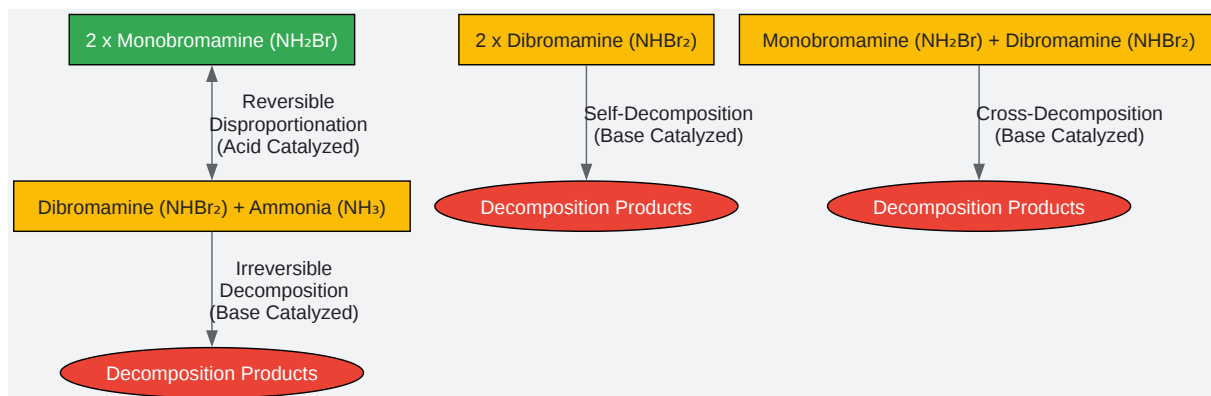 2 x Monobromamine (NH₂Br)
Reversible
Disproportionation
(Acid Catalyzed)
Dibromamine (NHBr₂) + Ammonia (NH₃)
Irreversible
Decomposition
(Base Catalyzed)
Decomposition Products
2 x Dibromamine (NHBr₂)
Self-Decomposition
(Base Catalyzed)
Decomposition Products
Monobromamine (NH₂Br) + Dibromamine (NHBr₂)
Cross-Decomposition
(Base Catalyzed)
Decomposition Products